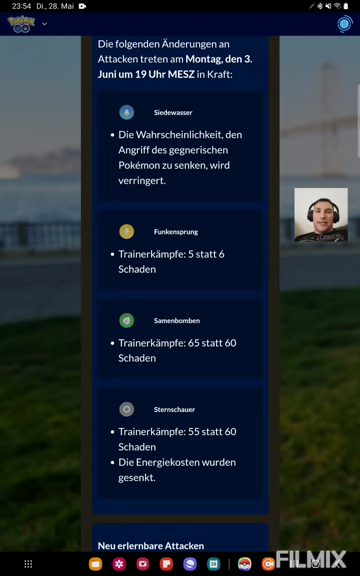 23:54 Di., 28. Mai
Pokémon GO
Die folgenden Änderungen an
Attacken treten am Montag, den 3.
Juni um 19 Uhr MESZ in Kraft:
Siedewasser
• Die Wahrscheinlichkeit, den
Angriff des gegnerischen
Pokémon zu senken, wird
verringert.
Funkensprung
• Trainerkämpfe: 5 statt 6
Schaden
Samenbomben
• Trainerkämpfe: 65 statt 60
Schaden
Sternschauer
• Trainerkämpfe: 55 statt 60
Schaden
• Die Energiekosten wurden
gesenkt.
Neu erlernbare Attacken
FILMIX